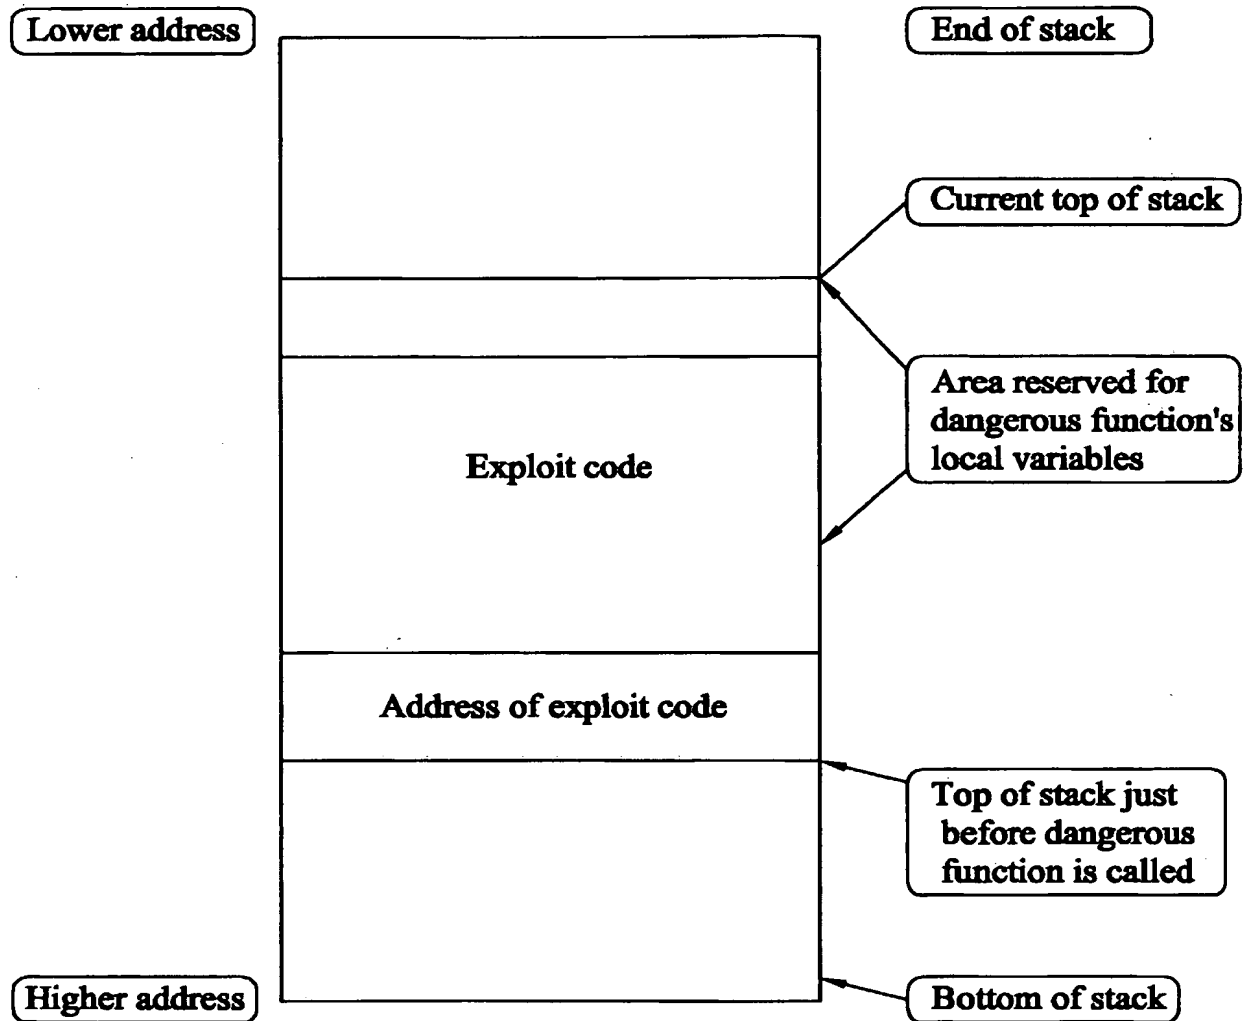 Lower address
End of stack
Current top of stack
Area reserved for
dangerous function's
local variables
Exploit code
Address of exploit code
Top of stack just
before dangerous
function is called
Higher address
Bottom of stack